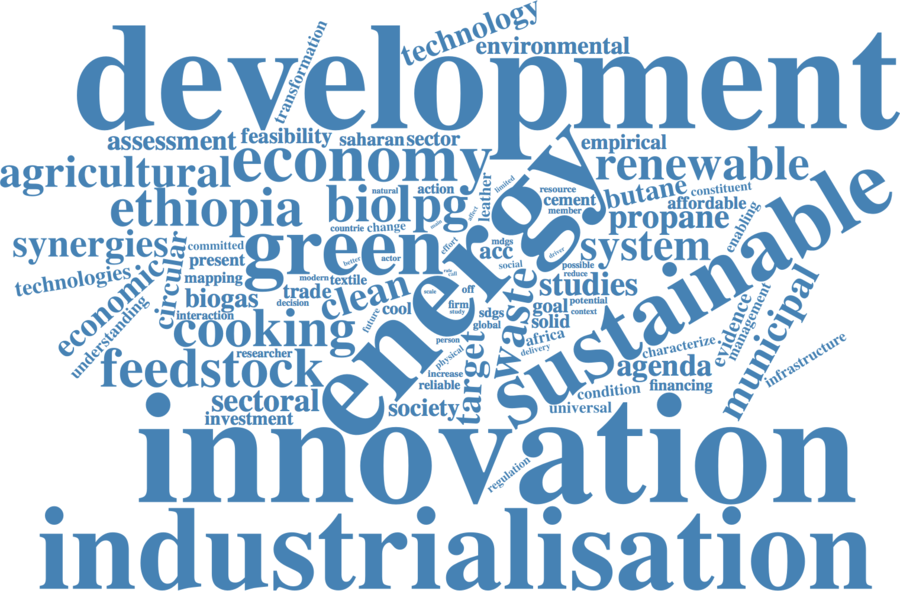 technology
environmental
transformation
development
assessment
feasibility
saharan
sector
empirical
agricultural
economy
renewable
natural
action
leather
limited
resource
cement
member
butane
constituent
affordable
ethiopia
biolpg
propane
countrie
change
enabling
synergies
committed
present
green
better
actor
effort
mdgs
acc
social
driver
system
technologies
economic
circular
mapping
modern
textile
call
possible
reduce
studies
energy
sustainable
biogas
trade
decision
clean
scale
off
waste
interaction
future
cool
firm
study
sdgs
global
goal
solid
potential
context
understanding
cooking
researcher
person
physical
target
africa
delivery
characterize
evidence
management
municipal
infrastructure
feedstock
increase
reliable
agenda
condition
financing
sectoral
investment
society
universal
innovation
regulation
industrialisation